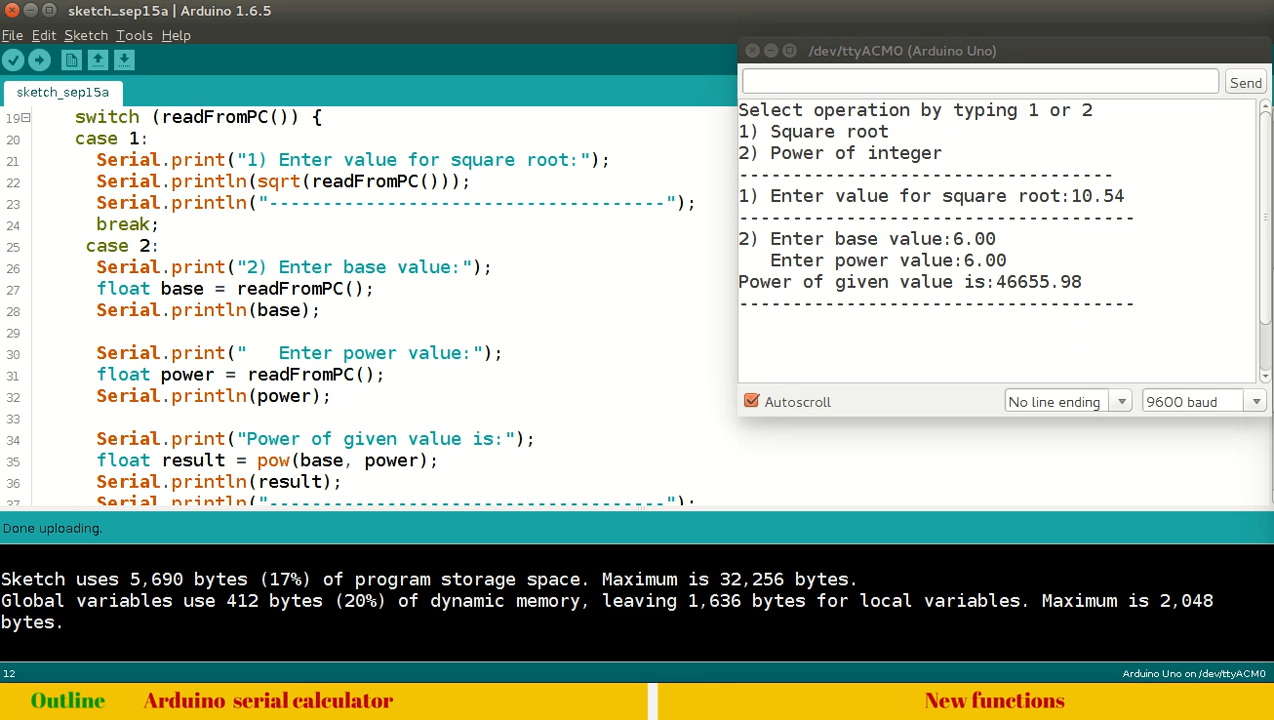 sketch_sep15a | Arduino 1.6.5
File Edit Sketch Tools Help
sketch_sep15a
19 switch (readFromPC()) {
20 case 1:
21 Serial.print("1) Enter value for square root:");
22 Serial.println(sqrt(readFromPC()));
23 Serial.println("-------------------------------------");
24 break;
25 case 2:
26 Serial.print("2) Enter base value:");
27 float base = readFromPC();
28 Serial.println(base);
29
30 Serial.print("   Enter power value:");
31 float power = readFromPC();
32 Serial.println(power);
33
34 Serial.print("Power of given value is:");
35 float result = pow(base, power);
36 Serial.println(result);
37 Serial.println("-------------------------------------");
/dev/ttyACM0 (Arduino Uno)
Send
Select operation by typing 1 or 2
1) Square root
2) Power of integer
-----------------------------------
1) Enter value for square root:10.54
-------------------------------------
2) Enter base value:6.00
   Enter power value:6.00
Power of given value is:46655.98
-------------------------------------
Autoscroll No line ending 9600 baud
Done uploading.
Sketch uses 5,690 bytes (17%) of program storage space. Maximum is 32,256 bytes.
Global variables use 412 bytes (20%) of dynamic memory, leaving 1,636 bytes for local variables. Maximum is 2,048
bytes.
12 Arduino Uno on /dev/ttyACM0
Outline Arduino serial calculator New functions